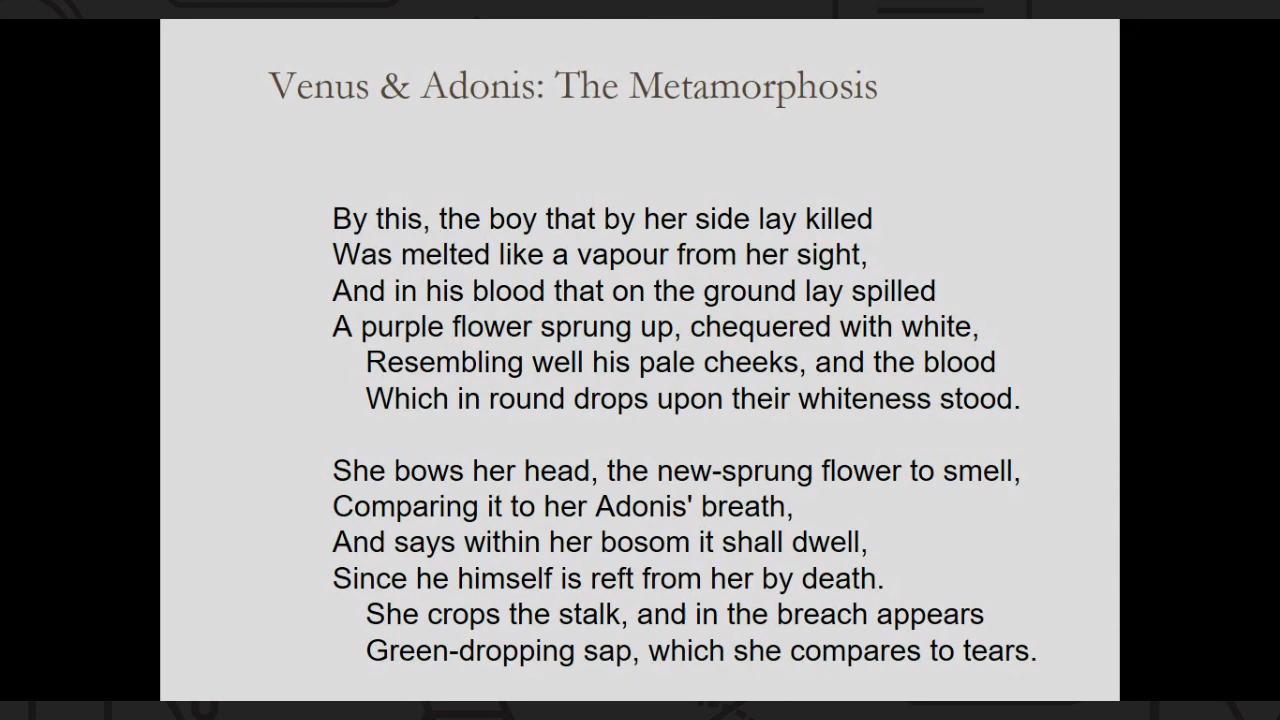 Venus & Adonis: The Metamorphosis
By this, the boy that by her side lay killed
Was melted like a vapour from her sight,
And in his blood that on the ground lay spilled
A purple flower sprung up, chequered with white,
Resembling well his pale cheeks, and the blood
Which in round drops upon their whiteness stood.
She bows her head, the new-sprung flower to smell,
Comparing it to her Adonis' breath,
And says within her bosom it shall dwell,
Since he himself is reft from her by death.
She crops the stalk, and in the breach appears
Green-dropping sap, which she compares to tears.